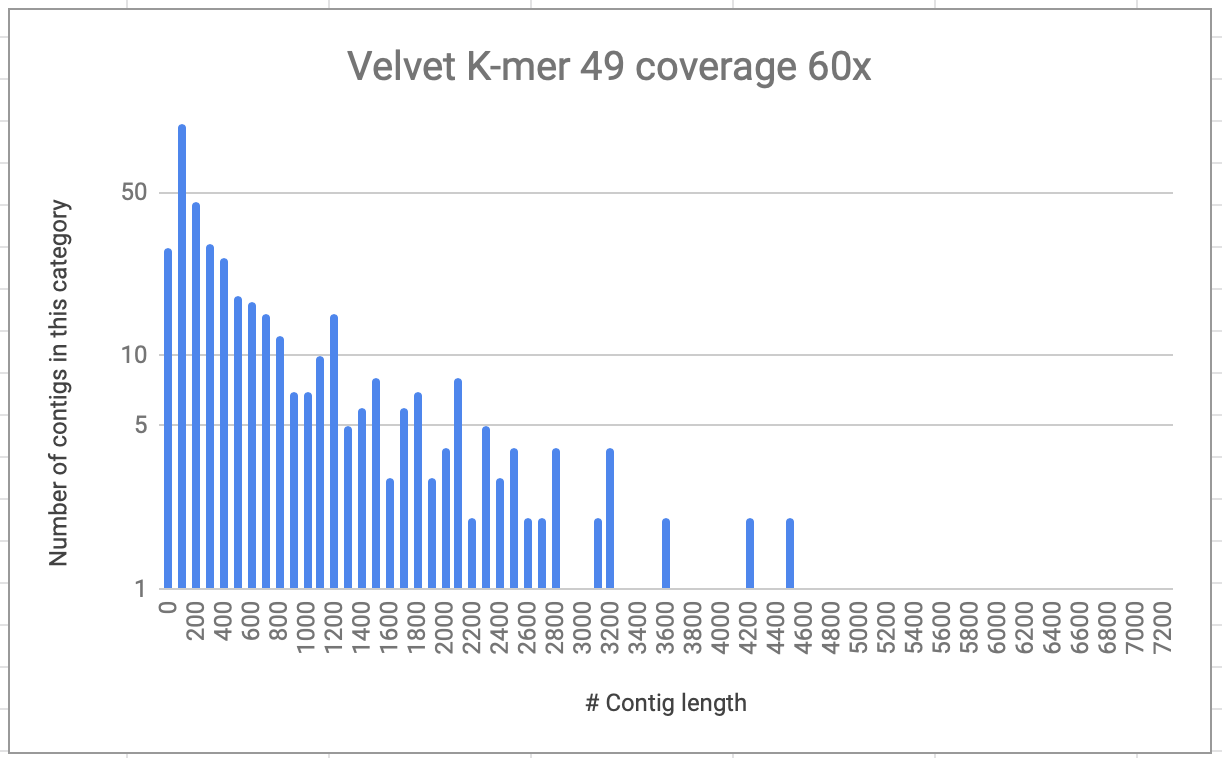 Velvet K-mer 49 coverage 60x
Number of contigs in this category
50
10
5
1
0 200 400 600 800 1000 1200 1400 1600 1800 2000 2200 2400 2600 2800 3000 3200 3400 3600 3800 4000 4200 4400 4600 4800 5000 5200 5400 5600 5800 6000 6200 6400 6600 6800 7000 7200
# Contig length